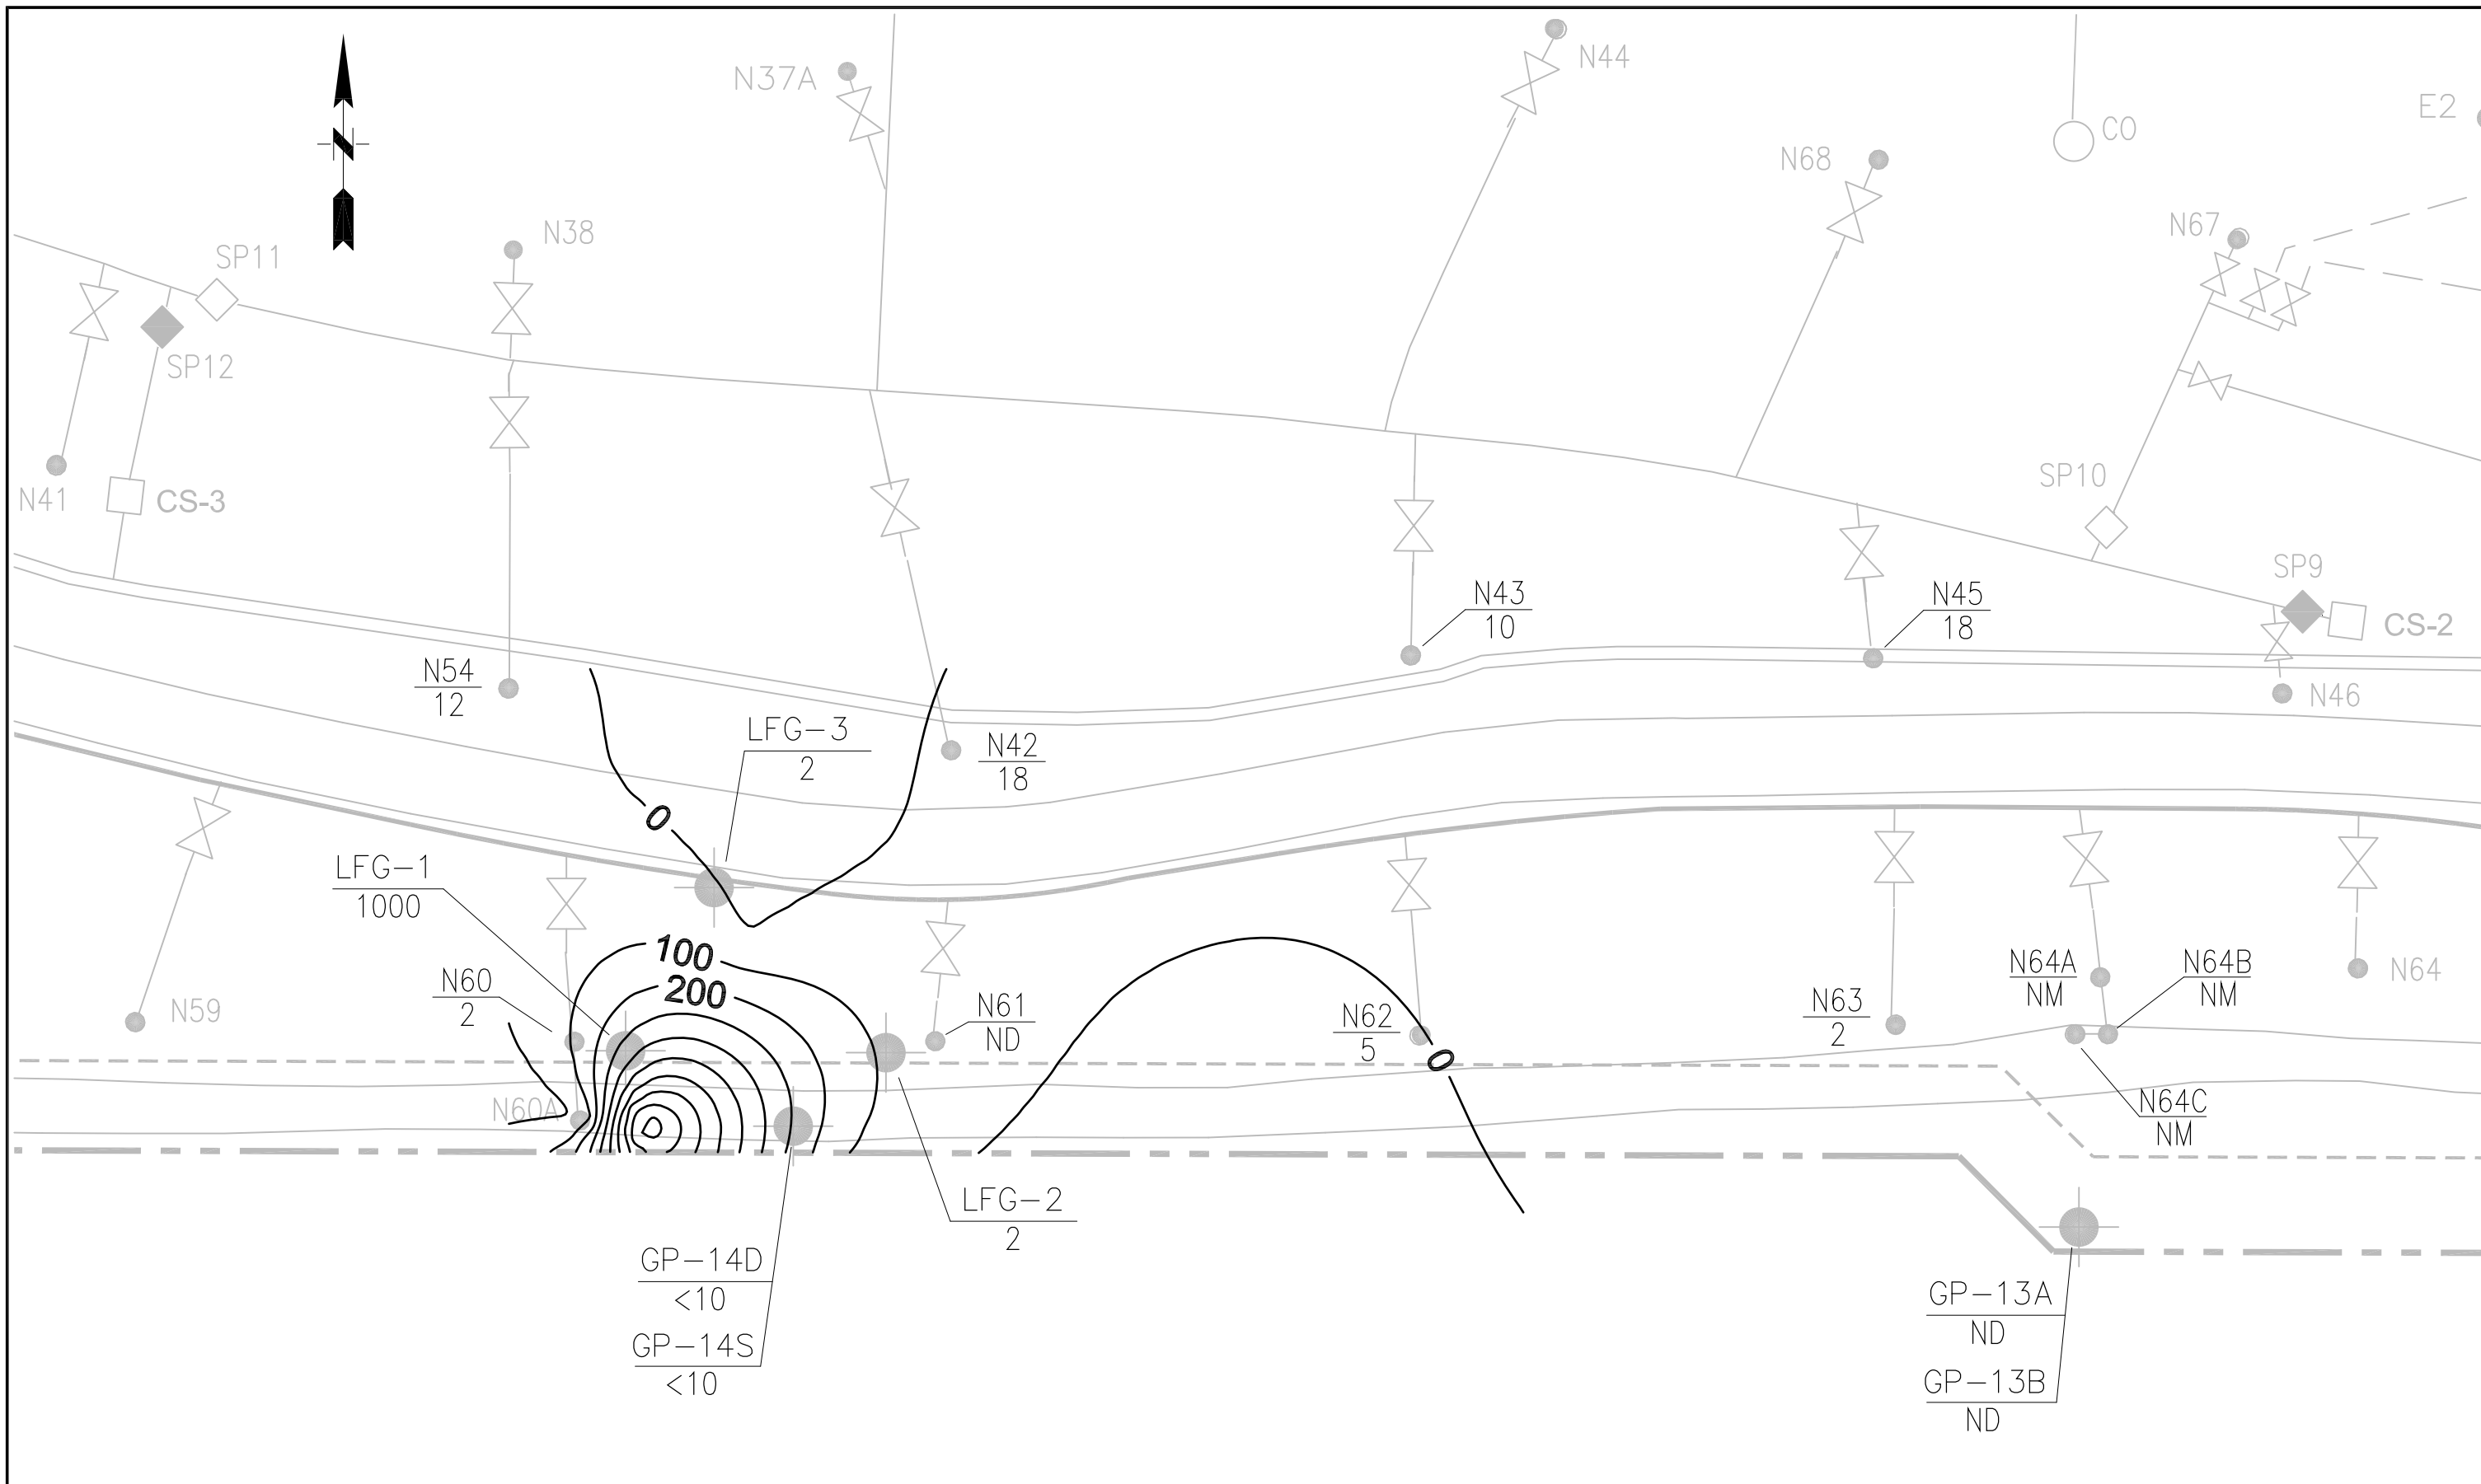 N
N37A
N44
CO
E2
N68
N38
SP11
N67
SP12
N41
CS-3
SP10
SP9
CS-2
N43
10
N45
18
N54
12
N46
LFG-3
2
N42
18
LFG-1
1000
0
100
200
N60
2
N59
N61
ND
N62
5
0
N63
2
N64A
NM
N64B
NM
N64
N60A
N64C
NM
LFG-2
2
GP-14D
<10
GP-14S
<10
GP-13A
ND
GP-13B
ND